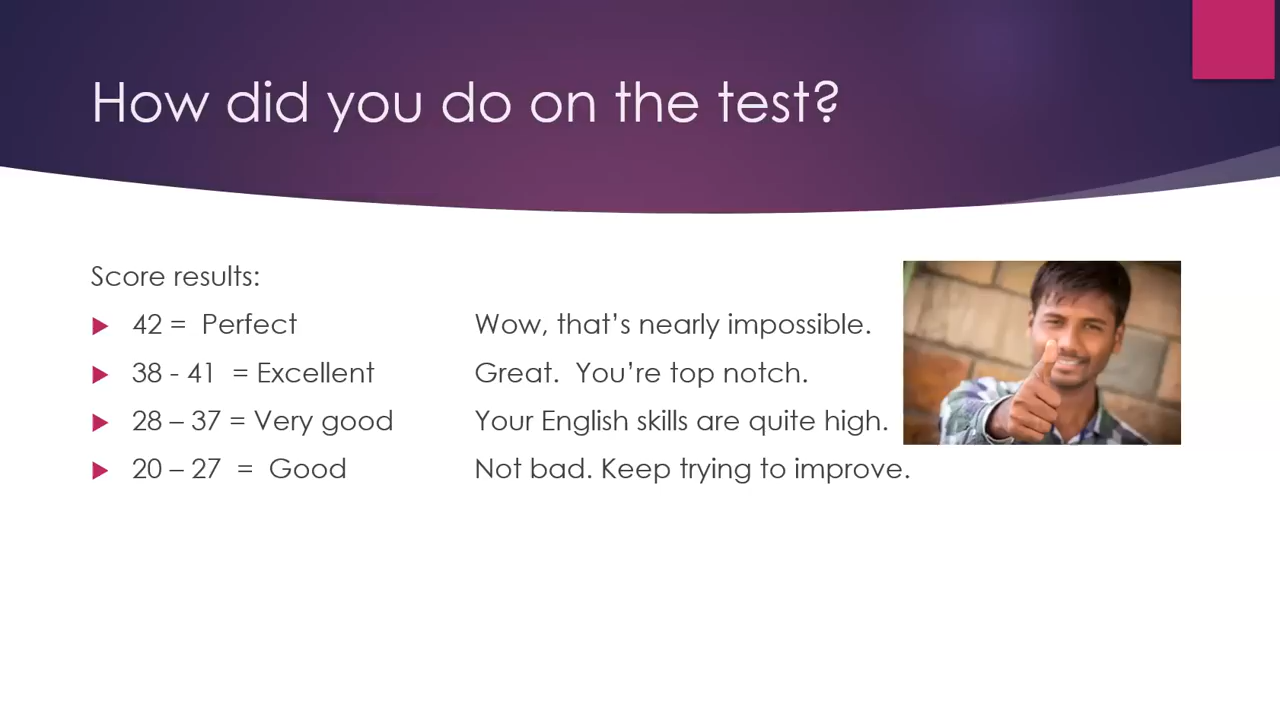 How did you do on the test?
Score results:
42 = Perfect Wow, that's nearly impossible.
38 - 41 = Excellent Great. You're top notch.
28 – 37 = Very good Your English skills are quite high.
20 – 27 = Good Not bad. Keep trying to improve.